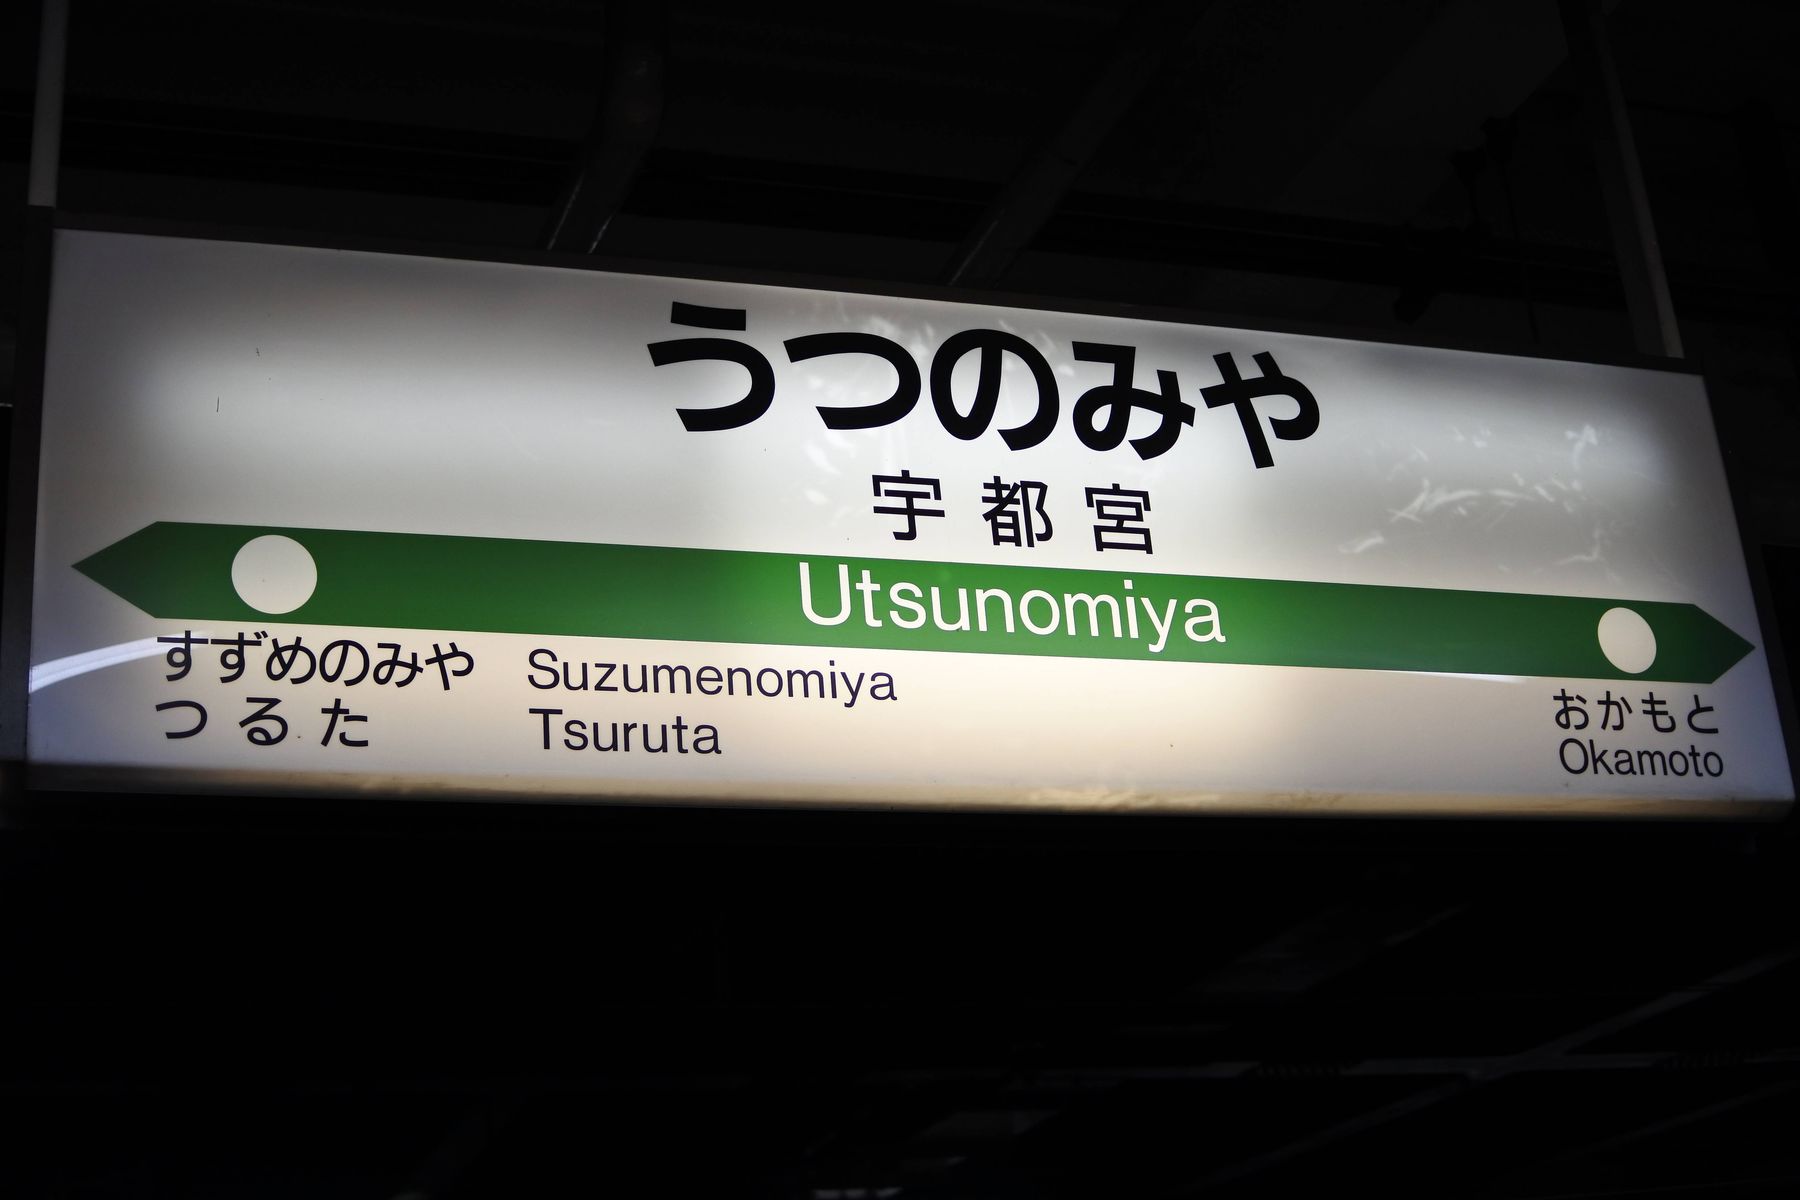 うつのみや
宇都宮
Utsunomiya
すずめのみや Suzumenomiya
つるた Tsuruta
おかもと
Okamoto